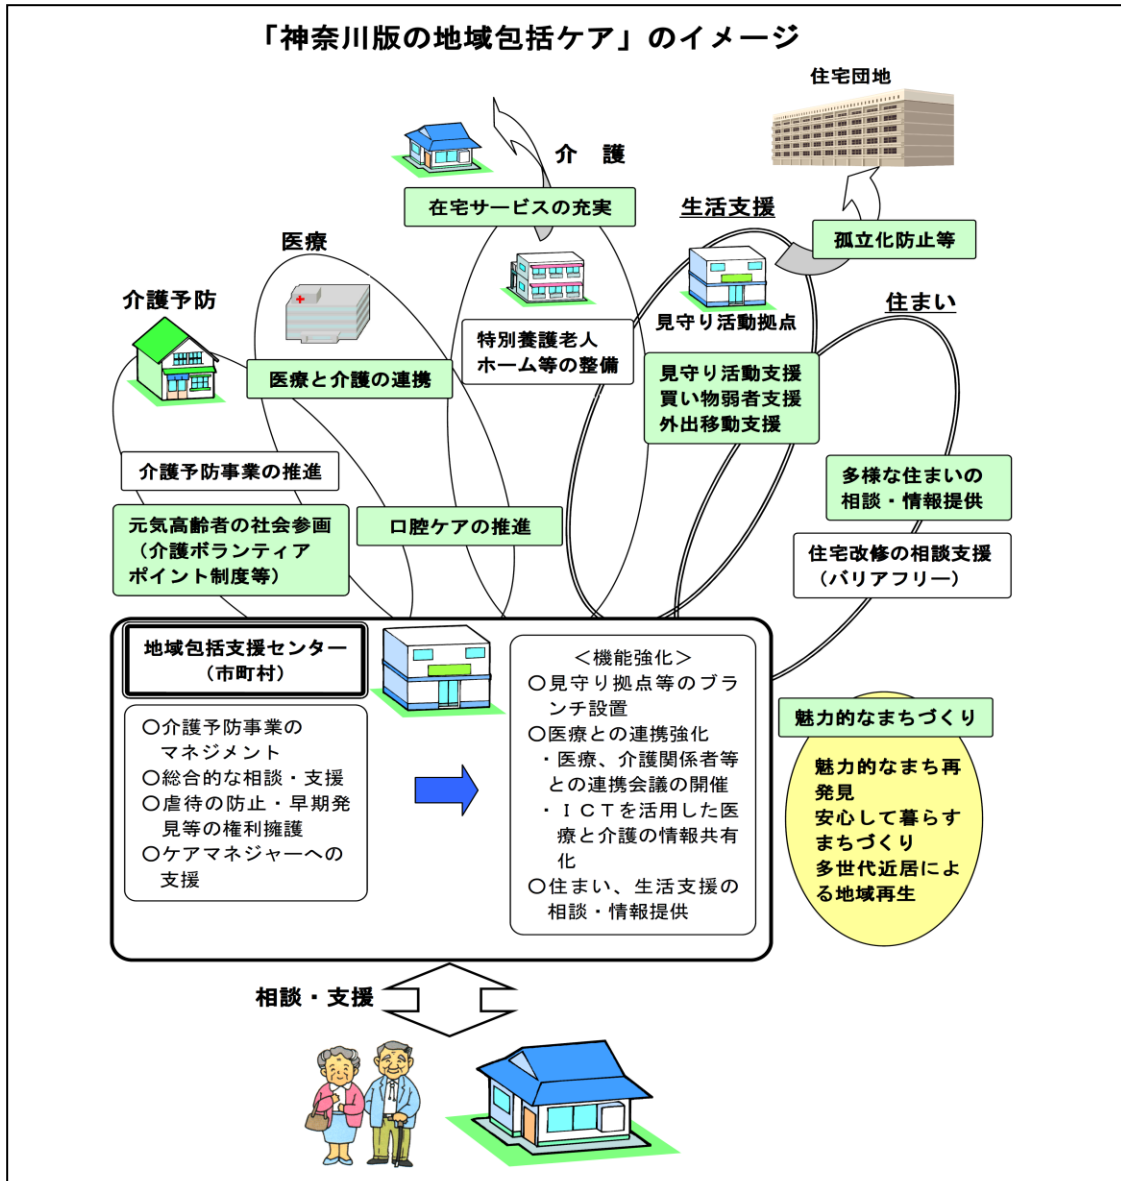 「神奈川版の地域包括ケア」のイメージ
住宅団地
介　護
在宅サービスの充実
生活支援
孤立化防止等
医療
介護予防
住まい
見守り活動拠点
特別養護老人
ホーム等の整備
医療と介護の連携
見守り活動支援
買い物弱者支援
外出移動支援
介護予防事業の推進
多様な住まいの
相談・情報提供
元気高齢者の社会参画
（介護ボランティア
ポイント制度等）
口腔ケアの推進
住宅改修の相談支援
（バリアフリー）
地域包括支援センター
（市町村）
○介護予防事業の
マネジメント
○総合的な相談・支援
○虐待の防止・早期発
見等の権利擁護
○ケアマネジャーへの
支援
＜機能強化＞
○見守り拠点等のブラ
ンチ設置
○医療との連携強化
・医療、介護関係者等
との連携会議の開催
・ＩＣＴを活用した医
療と介護の情報共有
化
○住まい、生活支援の
相談・情報提供
魅力的なまちづくり
魅力的なまち再
発見
安心して暮らす
まちづくり
多世代近居によ
る地域再生
相談・支援